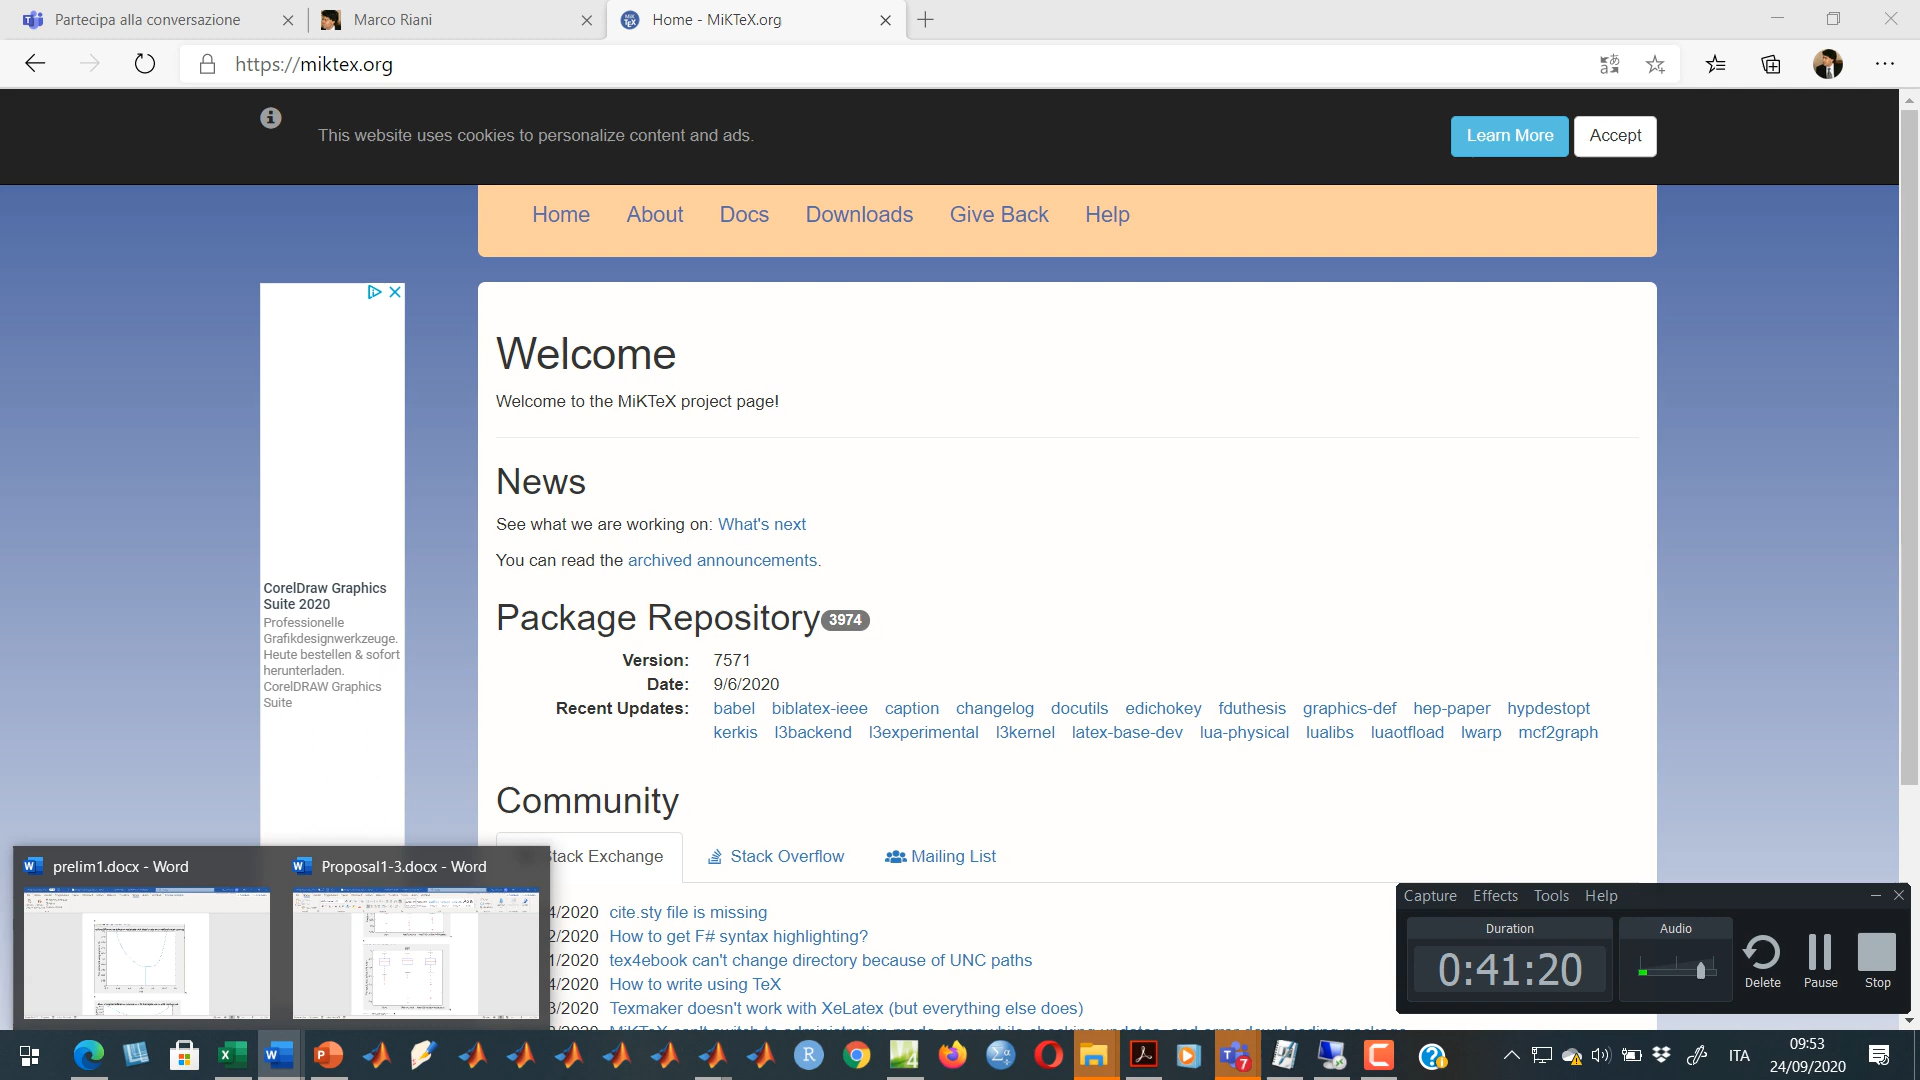 Partecipa alla conversazione
Marco Riani
Home - MiKTeX.org
https://miktex.org
This website uses cookies to personalize content and ads.
Learn More
Accept
Home About Docs Downloads Give Back Help
Welcome
Welcome to the MiKTeX project page!
News
See what we are working on: What's next
You can read the archived announcements.
Package Repository 3974
Version: 7571
Date: 9/6/2020
Recent Updates: babel biblatex-ieee caption changelog docutils edichokey fduthesis graphics-def hep-paper hypdestopt
kerkis l3backend l3experimental l3kernel latex-base-dev lua-physical lualibs luaotfload lwarp mcf2graph
CorelDraw Graphics
Suite 2020
Professionelle
Grafikdesignwerkzeuge.
Heute bestellen & sofort
herunterladen.
CorelDRAW Graphics
Suite
Community
tack Exchange
Stack Overflow
Mailing List
4/2020 cite.sty file is missing
2/2020 How to get F# syntax highlighting?
1/2020 tex4ebook can't change directory because of UNC paths
4/2020 How to write using TeX
3/2020 Texmaker doesn't work with XeLatex (but everything else does)
prelim1.docx - Word
Proposal1-3.docx - Word
Capture Effects Tools Help
Duration
0:41:20
Audio
Delete
Pause
Stop
7
ITA
09:53
24/09/2020